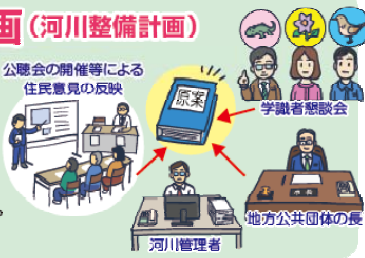 画(河川整備計画)
公聴会の開催等による
住民意見の反映
原案
学識者懇談会
河川管理者
地方公共団体の長